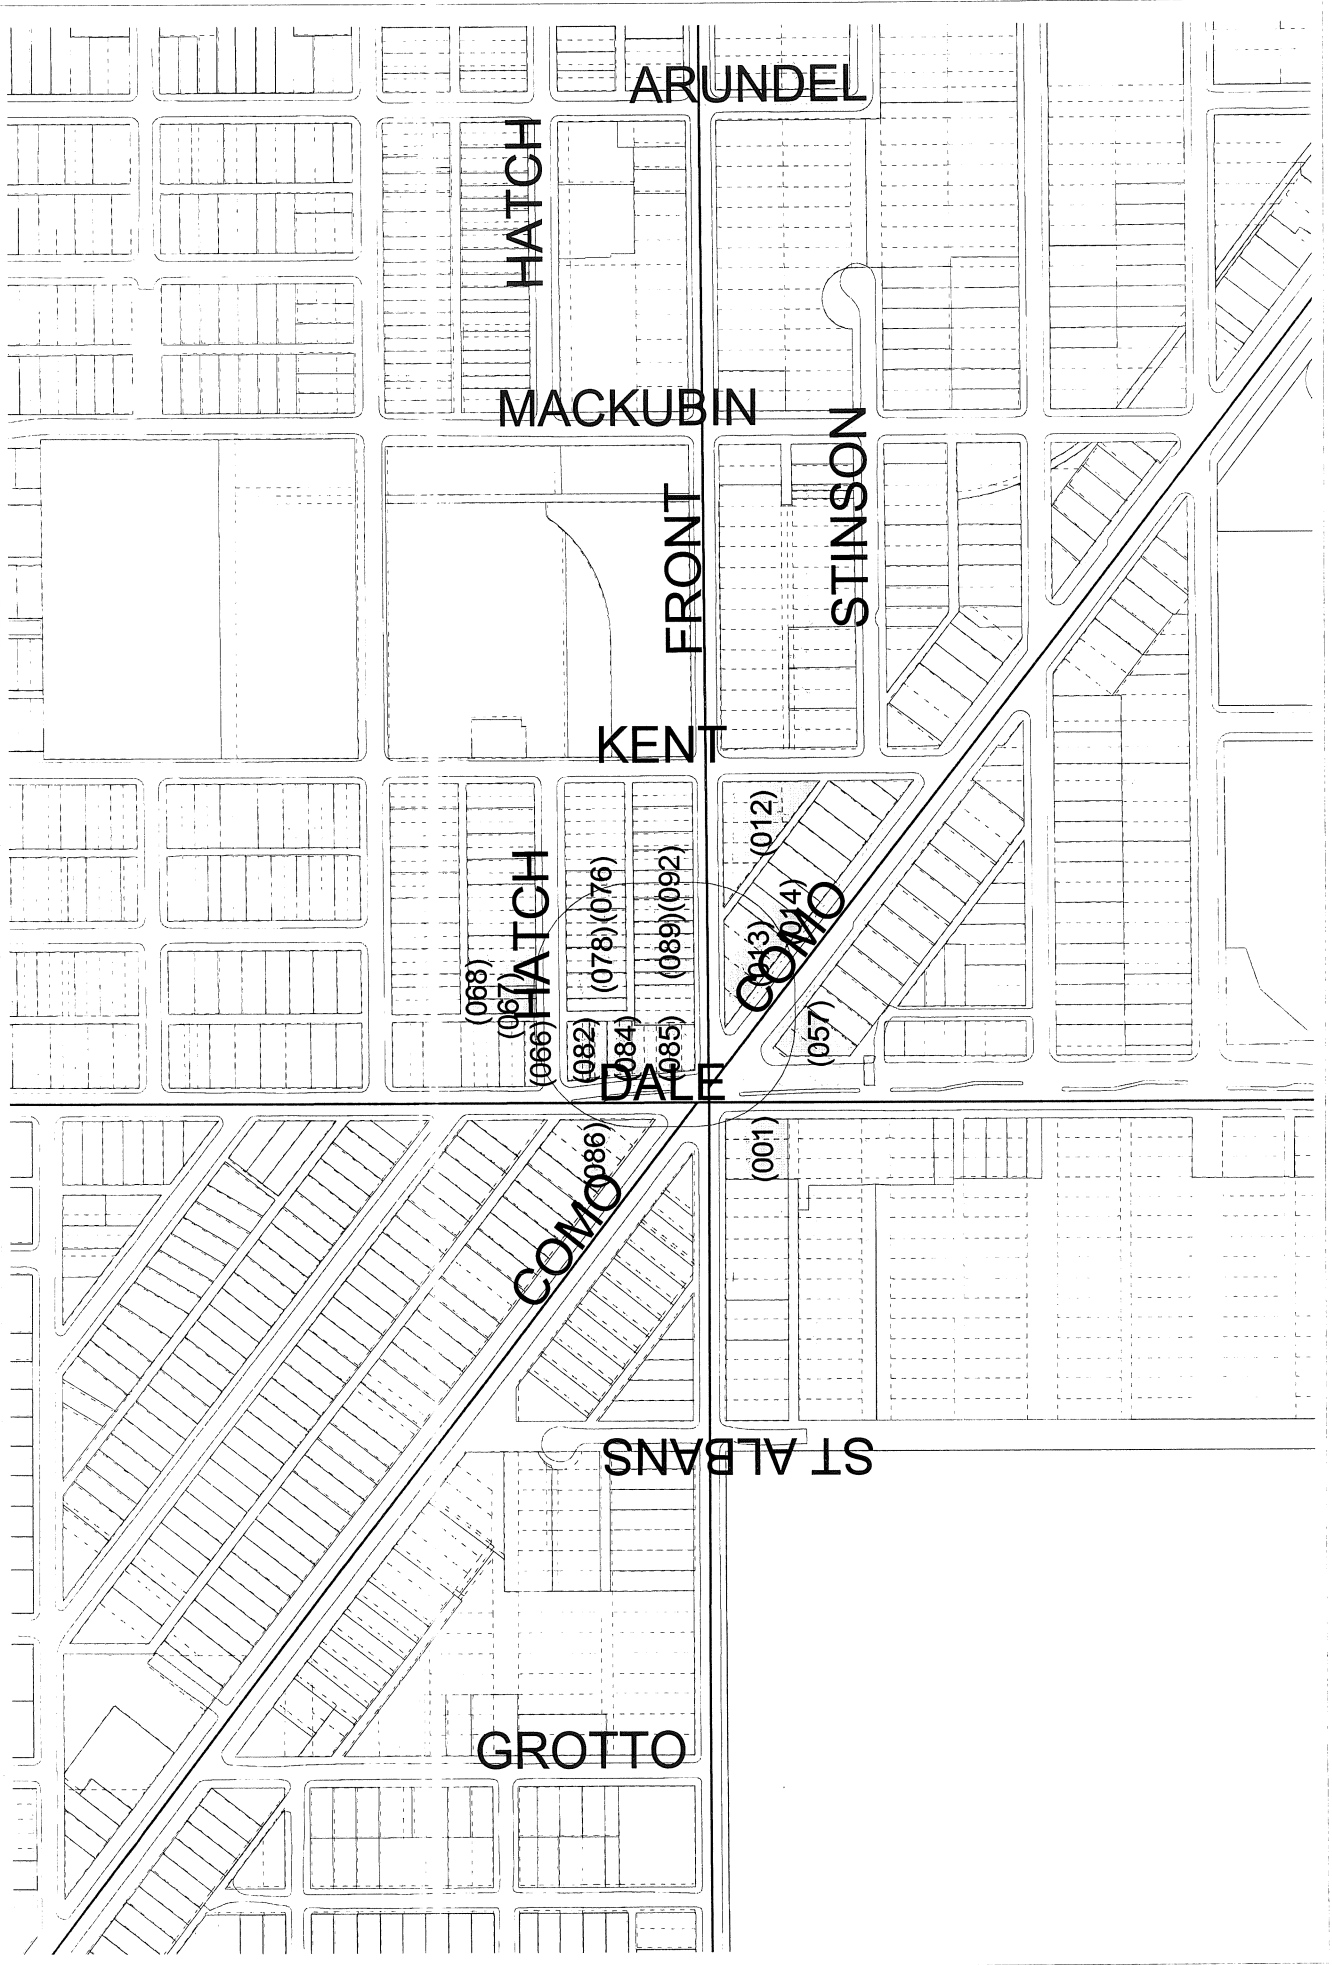 ARUNDEL
HATCH
MACKUBIN
STINSON
FRONT
KENT
(012)
HATCH
(078)(076)
(089)(092)
(014)
(013)
COMO
(068)
(067)
(066)
(082)
(084)
(085)
(057)
DALE
(086)
(001)
COMO
ST ALBANS
GROTTO